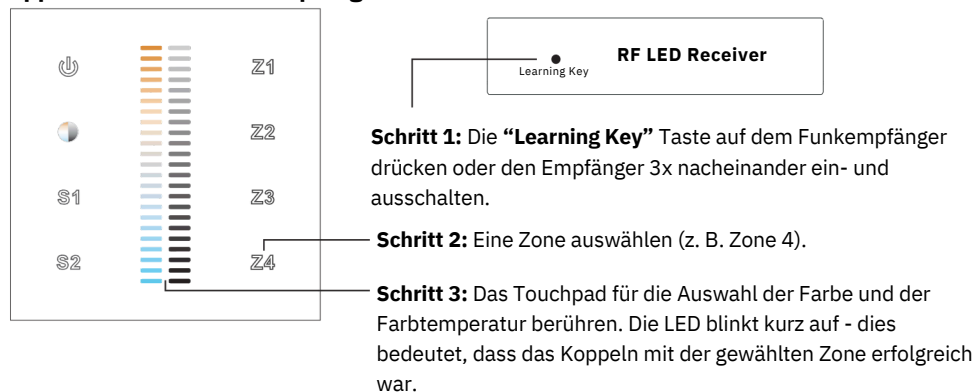 Z1
RF LED Receiver
Learning Key
Z2
Schritt 1: Die “Learning Key” Taste auf dem Funkempfänger
drücken oder den Empfänger 3x nacheinander ein- und
ausschalten.
S1
Z3
Schritt 2: Eine Zone auswählen (z. B. Zone 4).
S2
Z4
Schritt 3: Das Touchpad für die Auswahl der Farbe und der
Farbtemperatur berühren. Die LED blinkt kurz auf - dies
bedeutet, dass das Koppeln mit der gewählten Zone erfolgreich
war.